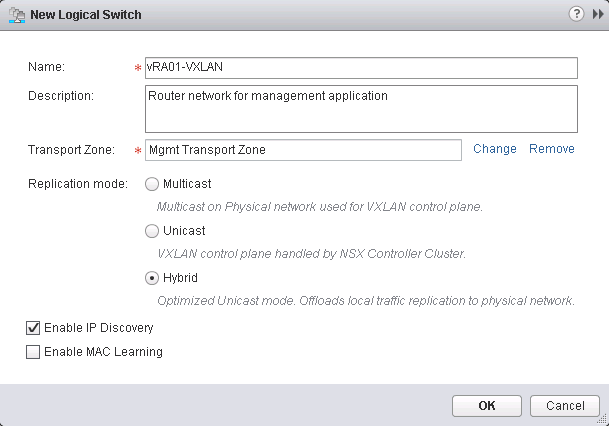 New Logical Switch
Name: * vRA01-VXLAN
Description: Router network for management application
Transport Zone: * Mgmt Transport Zone Change Remove
Replication mode: Multicast
Multicast on Physical network used for VXLAN control plane.
Unicast
VXLAN control plane handled by NSX Controller Cluster.
Hybrid
Optimized Unicast mode. Offloads local traffic replication to physical network.
Enable IP Discovery
Enable MAC Learning
OK Cancel